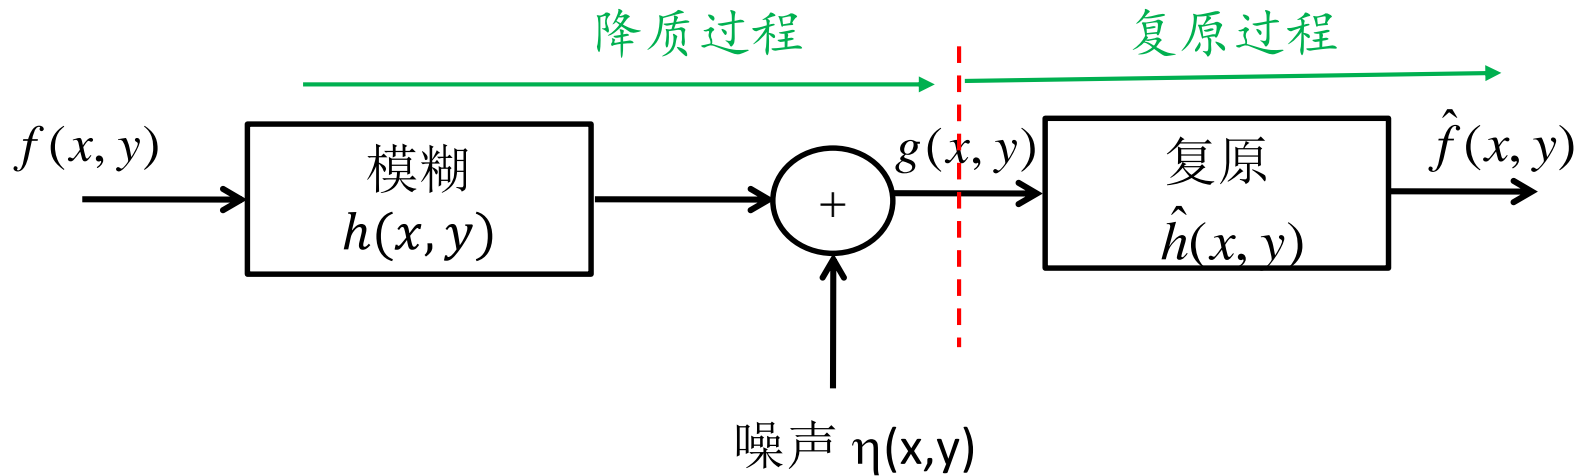 降质过程
复原过程
f(x, y)
模糊
h(x, y)
+
g(x, y)
复原
ĥ(x, y)
f̂(x, y)
噪声 η(x,y)